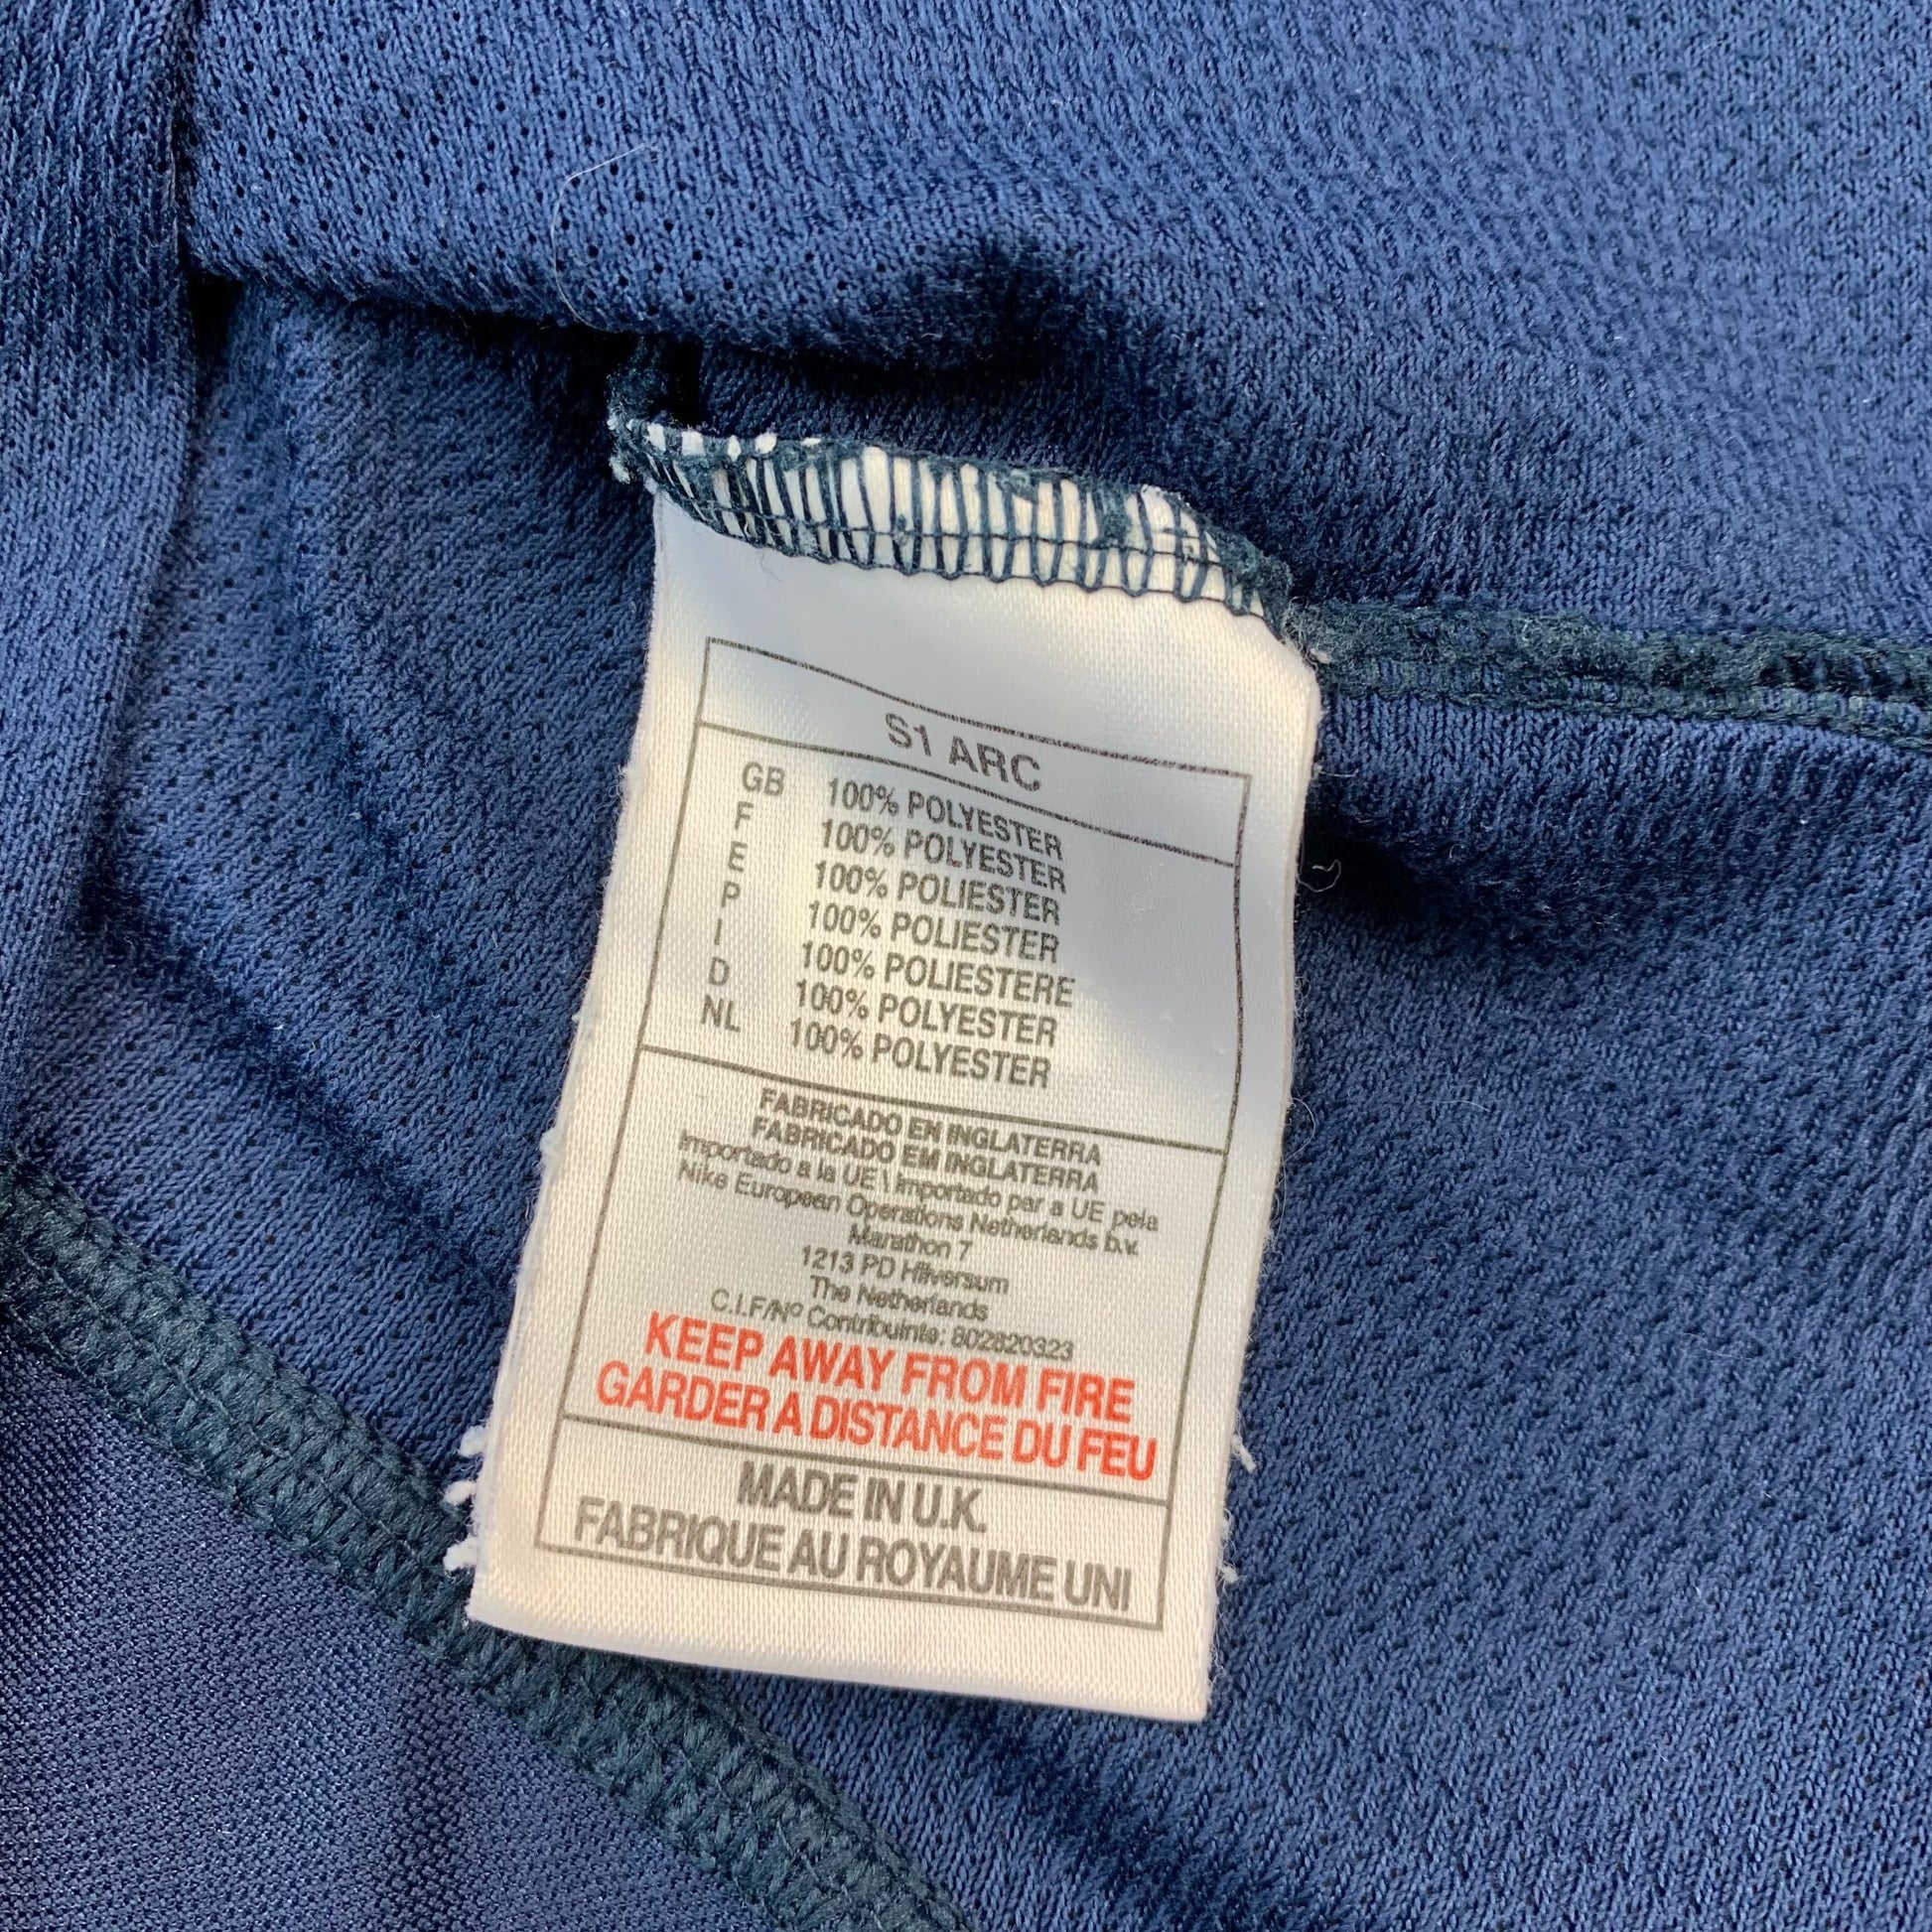 S1 ARC
GB 100% POLYESTER
F 100% POLYESTER
E 100% POLIESTER
P 100% POLIESTER
I 100% POLIESTERE
D 100% POLYESTER
NL 100% POLYESTER
FABRICADO EN INGLATERRA
FABRICADO EM INGLATERRA
Importado a la UE \ Importado par a UE pela
Nike European Operations Netherlands b.v.
Marathon 7
1213 PD Hilversum
The Netherlands
C.I.F/Nº Contribuinte: 802820323
KEEP AWAY FROM FIRE
GARDER A DISTANCE DU FEU
MADE IN U.K.
FABRIQUE AU ROYAUME UNI